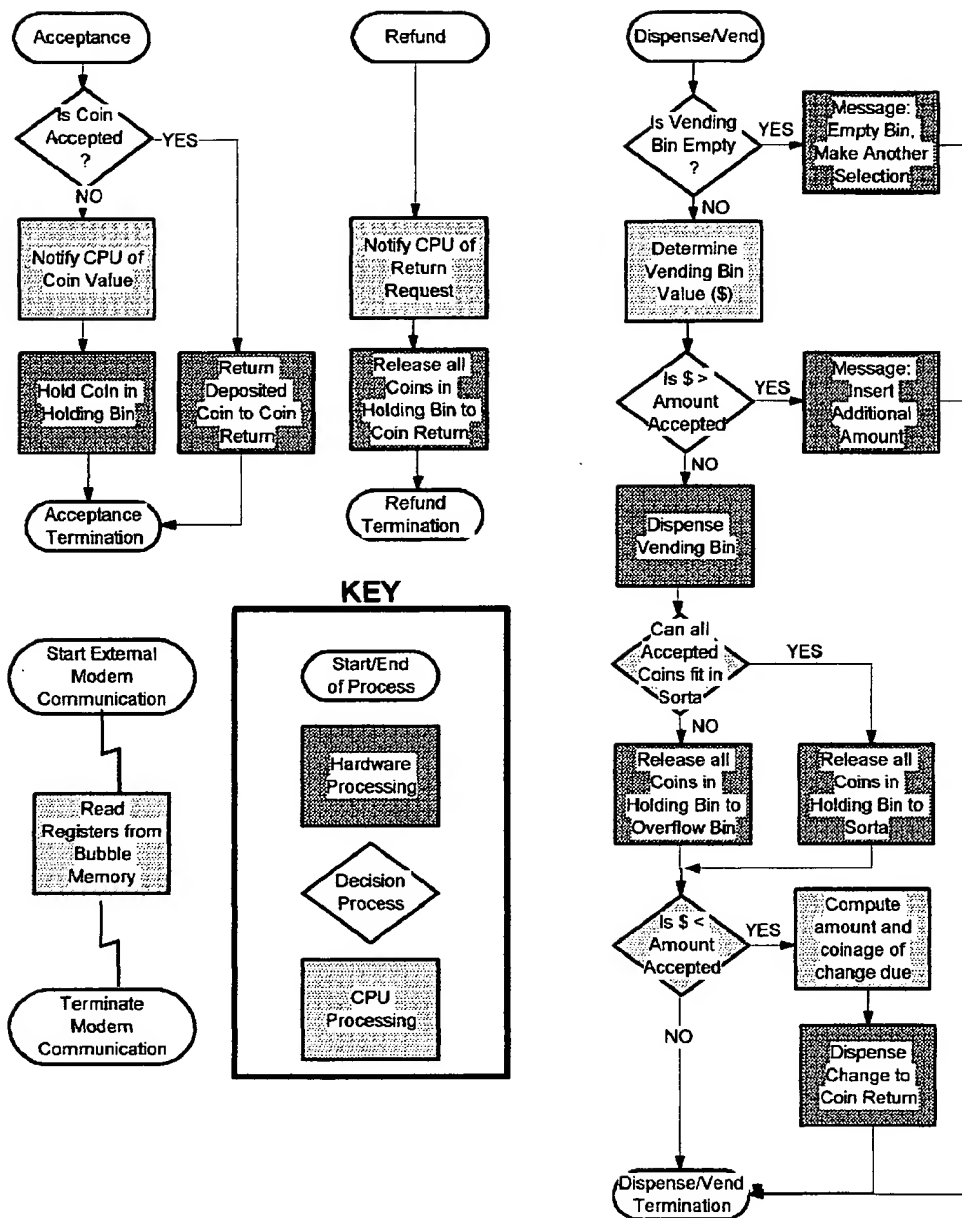 Acceptance
Is Coin
Accepted
?
YES
NO
Notify CPU of
Coin Value
Hold Coin in
Holding Bin
Return
Deposited
Coin to Coin
Return
Acceptance
Termination
Refund
Notify CPU of
Return
Request
Release all
Coins in
Holding Bin to
Coin Return
Refund
Termination
Dispense/Vend
Is Vending
Bin Empty
?
YES
Message:
Empty Bin,
Make Another
Selection
NO
Determine
Vending Bin
Value ($)
Is $ >
Amount
Accepted
YES
Message:
Insert
Additional
Amount
NO
Dispense
Vending Bin
Can all
Accepted
Coins fit in
Sorta
YES
NO
Release all
Coins in
Holding Bin to
Overflow Bin
Release all
Coins in
Holding Bin to
Sorta
Is $ <
Amount
Accepted
YES
Compute
amount and
coinage of
change due
NO
Dispense
Change to
Coin Return
Dispense/Vend
Termination
Start External
Modern
Communication
Read
Registers from
Bubble
Memory
Terminate
Modern
Communication
KEY
Start/End
of Process
Hardware
Processing
Decision
Process
CPU
Processing